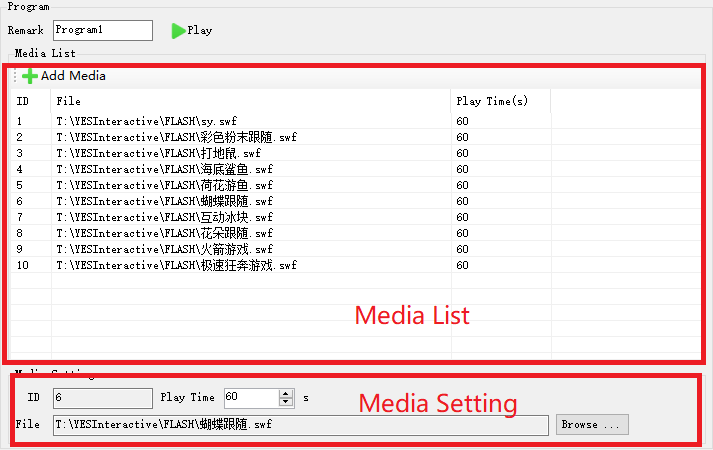 Program
Remark Program1 Play
Media List
Add Media
ID File Play Time(s)
1 T:\YESInteractive\FLASH\sy.swf 60
2 T:\YESInteractive\FLASH\彩色粉末跟随.swf 60
3 T:\YESInteractive\FLASH\打地鼠.swf 60
4 T:\YESInteractive\FLASH\海底鲨鱼.swf 60
5 T:\YESInteractive\FLASH\荷花游鱼.swf 60
6 T:\YESInteractive\FLASH\蝴蝶跟随.swf 60
7 T:\YESInteractive\FLASH\互动冰块.swf 60
8 T:\YESInteractive\FLASH\花朵跟随.swf 60
9 T:\YESInteractive\FLASH\火箭游戏.swf 60
10 T:\YESInteractive\FLASH\极速狂奔游戏.swf 60
Media List
Media Setting
ID 6 Play Time 60 s
Media Setting
File T:\YESInteractive\FLASH\蝴蝶跟随.swf Browse ...